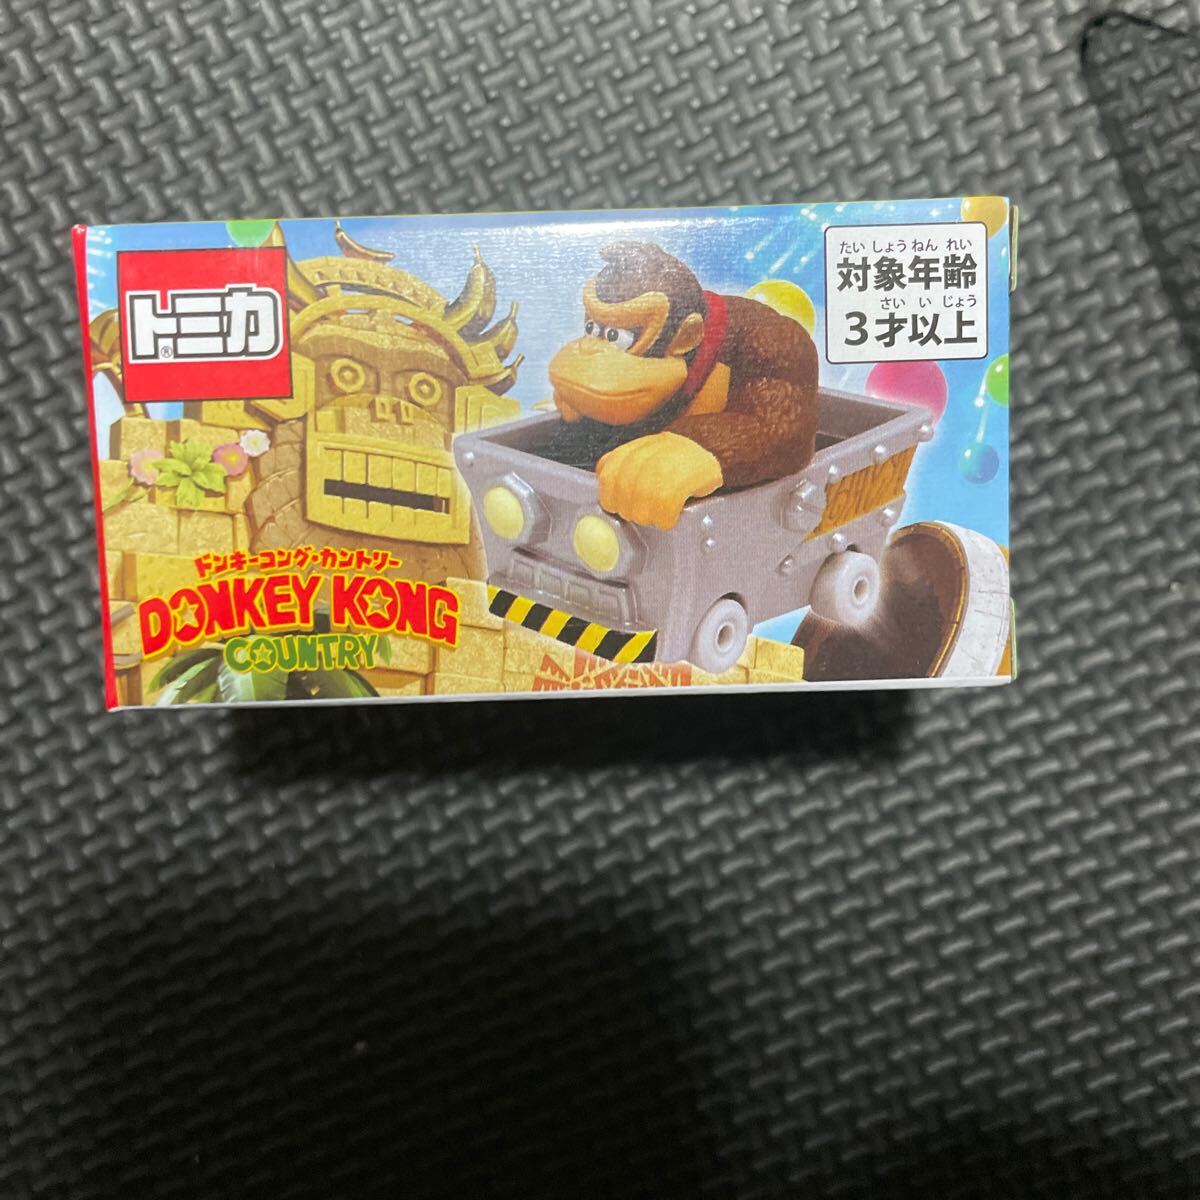 トミカ®
たいしょうねんれい
対象年齢
さいいじょう
3才以上
ドンキーコング・カントリー
DONKEY KONG
COUNTRY